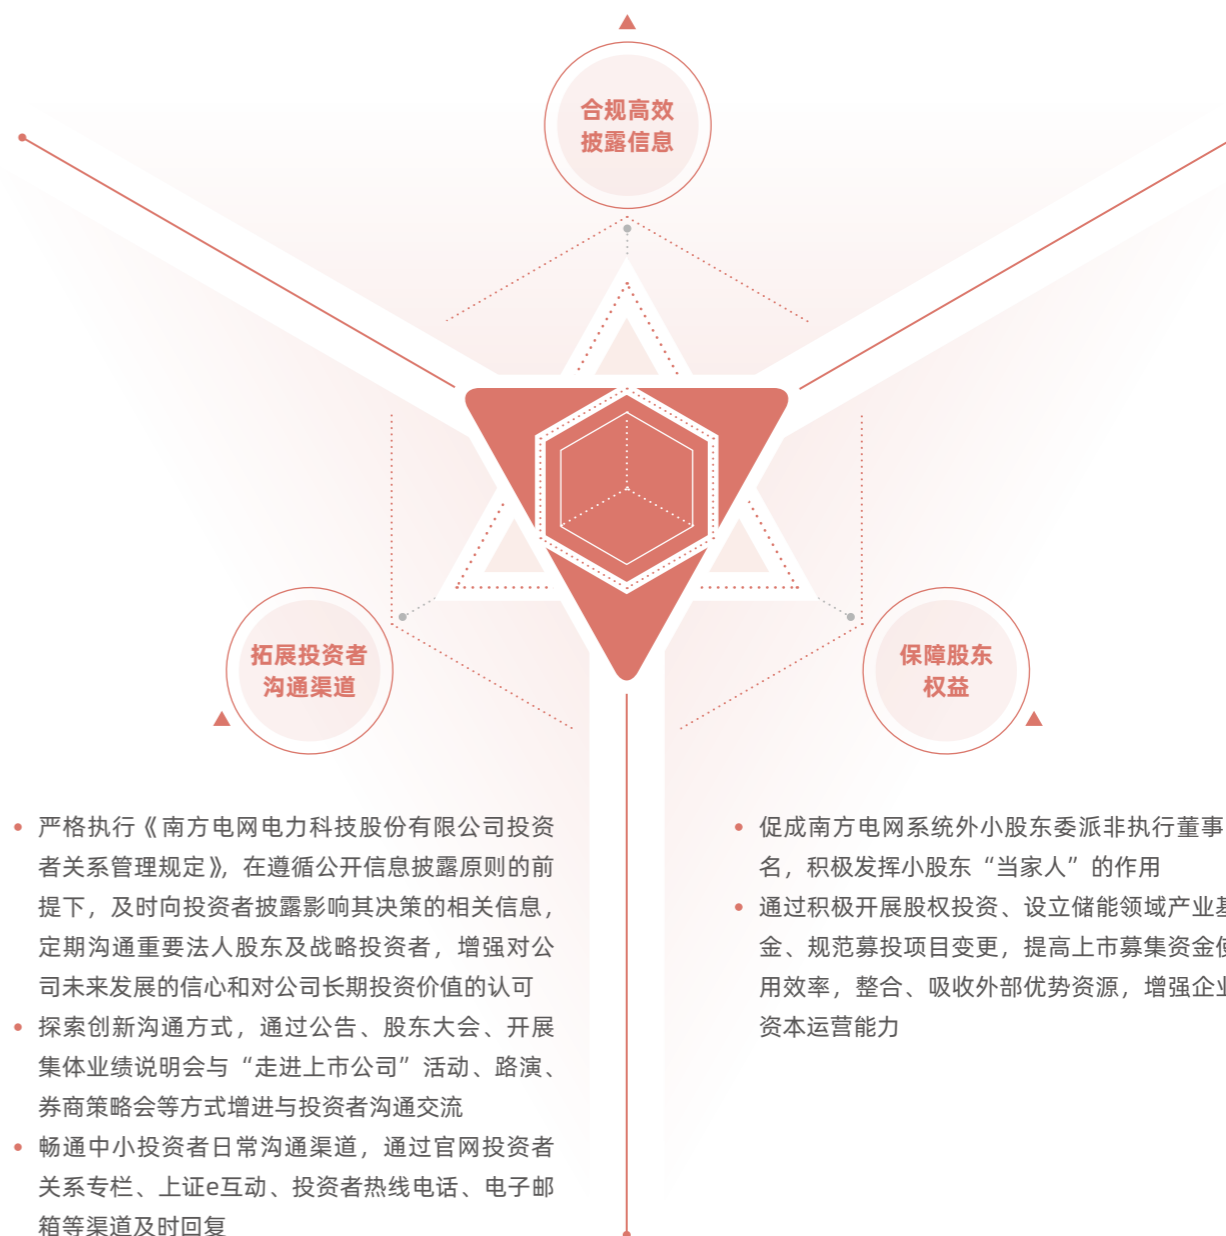 合规高效
披露信息
拓展投资者
沟通渠道
保障股东
权益
• 严格执行《南方电网电力科技股份有限公司投资
者关系管理规定》，在遵循公开信息披露原则的前
提下，及时向投资者披露影响其决策的相关信息，
定期沟通重要法人股东及战略投资者，增强对公
司未来发展的信心和对公司长期投资价值的认可
• 探索创新沟通方式，通过公告、股东大会、开展
集体业绩说明会与“走进上市公司”活动、路演、
券商策略会等方式增进与投资者沟通交流
• 畅通中小投资者日常沟通渠道，通过官网投资者
关系专栏、上证e互动、投资者热线电话、电子邮
箱等渠道及时回复
• 促成南方电网系统外小股东委派非执行董事
名，积极发挥小股东“当家人”的作用
• 通过积极开展股权投资、设立储能领域产业基
金、规范募投项目变更，提高上市募集资金使
用效率，整合、吸收外部优势资源，增强企业
资本运营能力